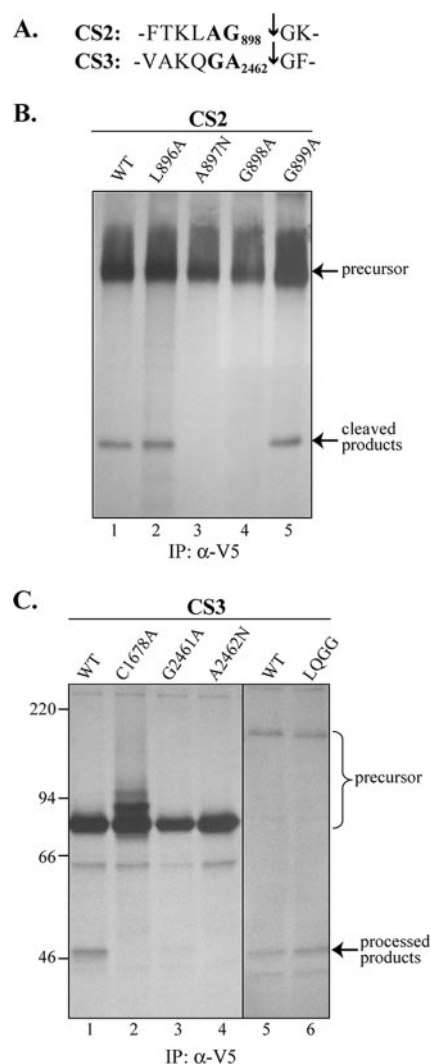 A.
CS2: -FTKLAG₈₉₈ ↓GK-
CS3: -VAKQGA₂₄₆₂↓GF-
B.
CS2
WT L896A A897N G898A G899A
precursor
cleaved
products
1 2 3 4 5
IP: α-V5
C.
CS3
WT C1678A G2461A A2462N WT LQGG
220
94
precursor
66
46
processed
products
1 2 3 4 5 6
IP: α-V5